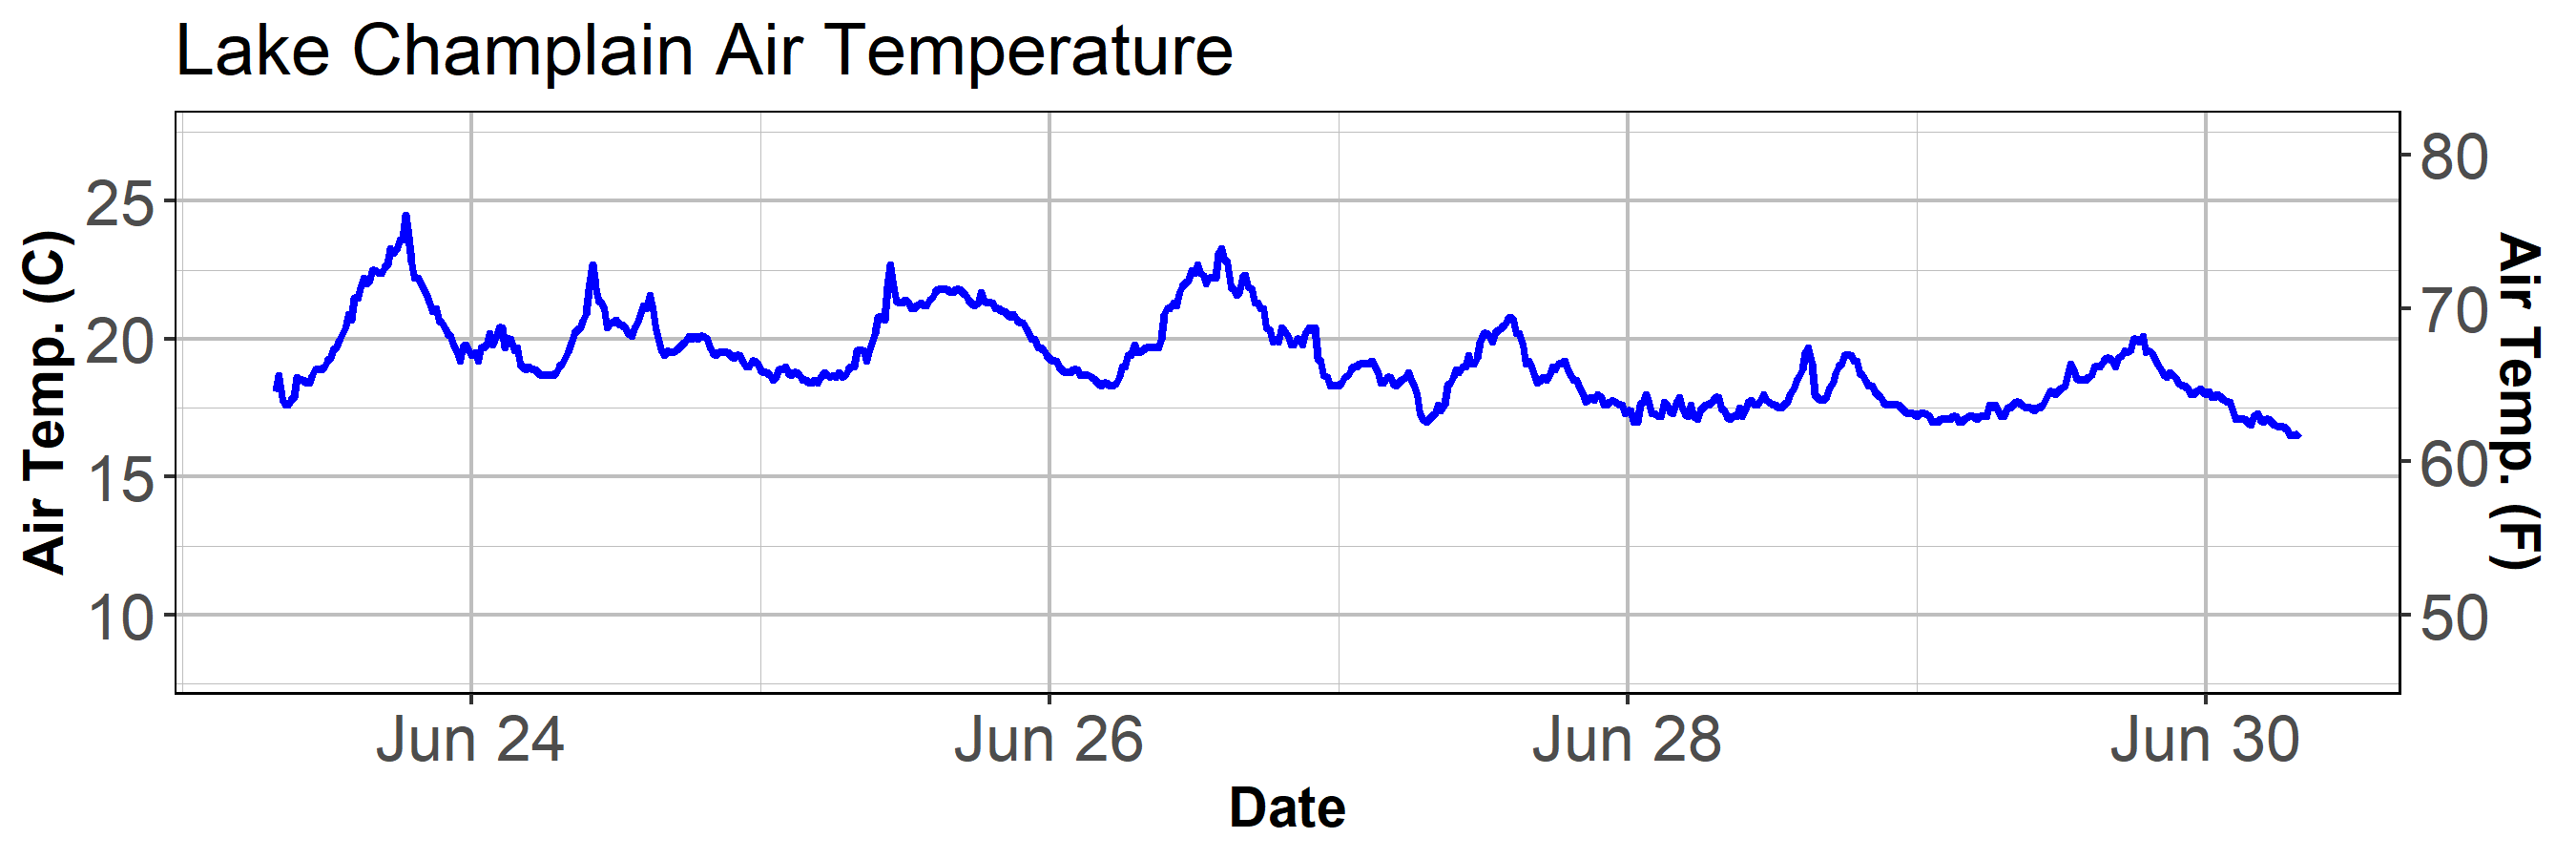 Lake Champlain Air Temperature
Air Temp. (C)
25
20
15
10
80
70
60
50
Air Temp. (F)
Jun 24
Jun 26
Jun 28
Jun 30
Date